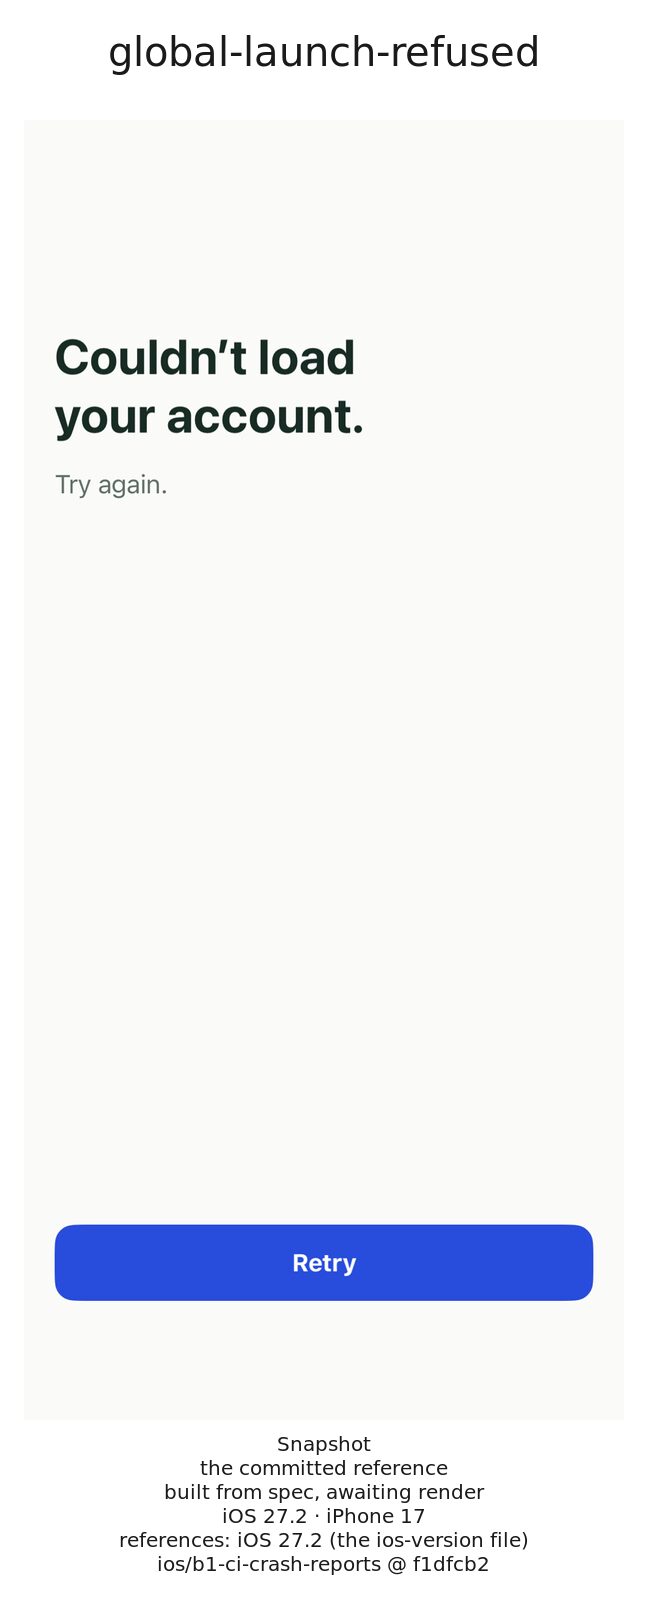 global-launch-refused
Couldn’t load
your account.
Try again.
Retry
Snapshot
the committed reference
built from spec, awaiting render
iOS 27.2 · iPhone 17
references: iOS 27.2 (the ios-version file)
ios/b1-ci-crash-reports @ f1dfcb2